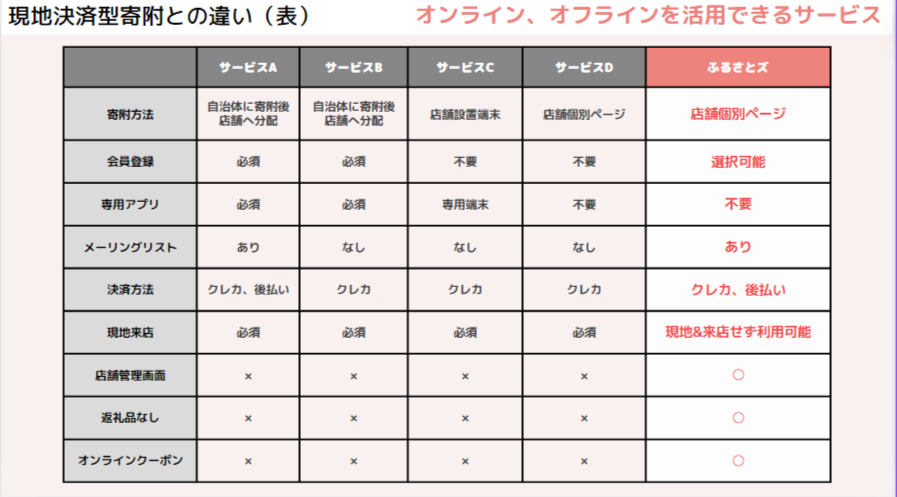 現地決済型寄附との違い（表）
オンライン、オフラインを活用できるサービス
サービスA サービスB サービスC サービスD ふるさとズ
寄附方法 自治体に寄附後 店舗へ分配 自治体に寄附後 店舗へ分配 店舗設置端末 店舗個別ページ 店舗個別ページ
会員登録 必須 必須 不要 不要 選択可能
専用アプリ 必須 必須 専用端末 不要 不要
メーリングリスト あり なし なし なし あり
決済方法 クレカ、後払い クレカ クレカ クレカ クレカ、後払い
現地来店 必須 必須 必須 必須 現地&来店せず利用可能
店舗管理画面 × × × × ○
返礼品なし × × × × ○
オンラインクーポン × × × × ○